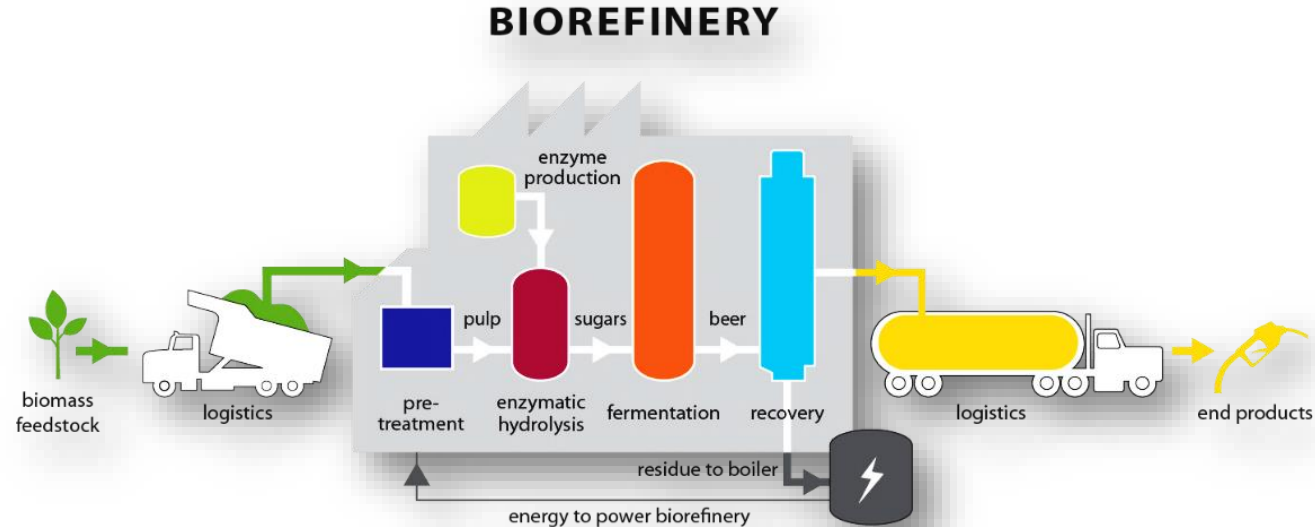 BIOREFINERY
enzyme
production
pulp
sugars
beer
biomass
feedstock
logistics
pre-
treatment
enzymatic
hydrolysis
fermentation
recovery
logistics
end products
residue to boiler
energy to power biorefinery